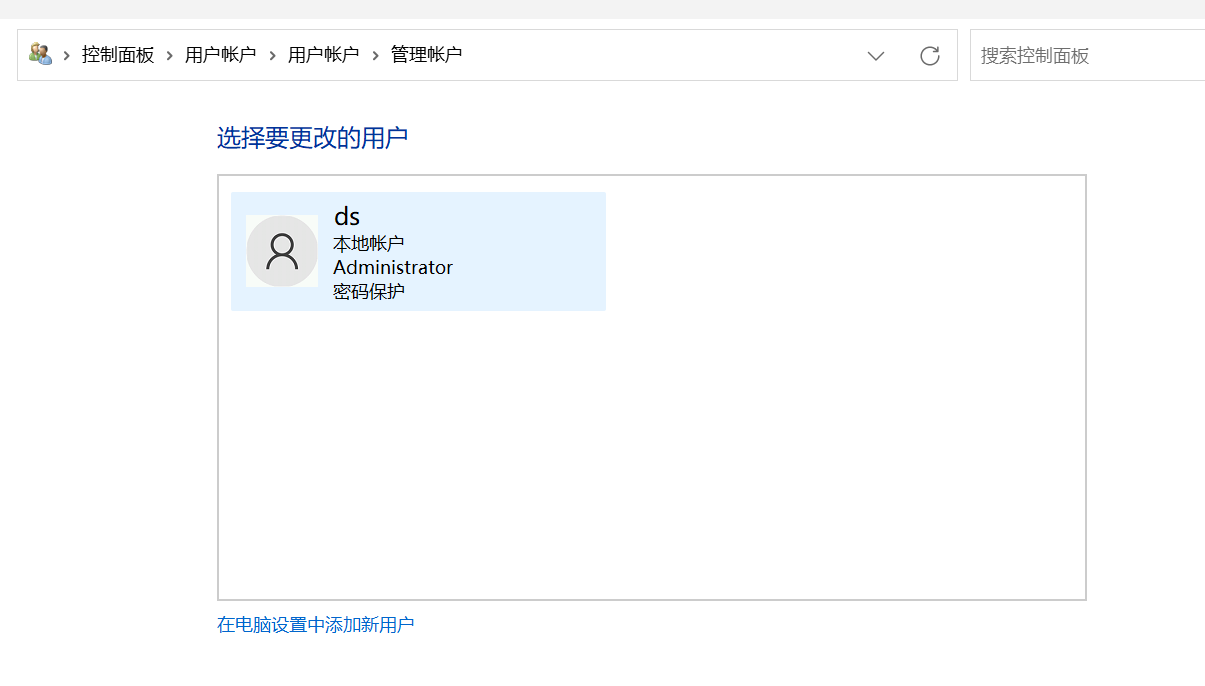 控制面板 › 用户帐户 › 用户帐户 › 管理帐户
搜索控制面板
选择要更改的用户
ds
本地帐户
Administrator
密码保护
在电脑设置中添加新用户